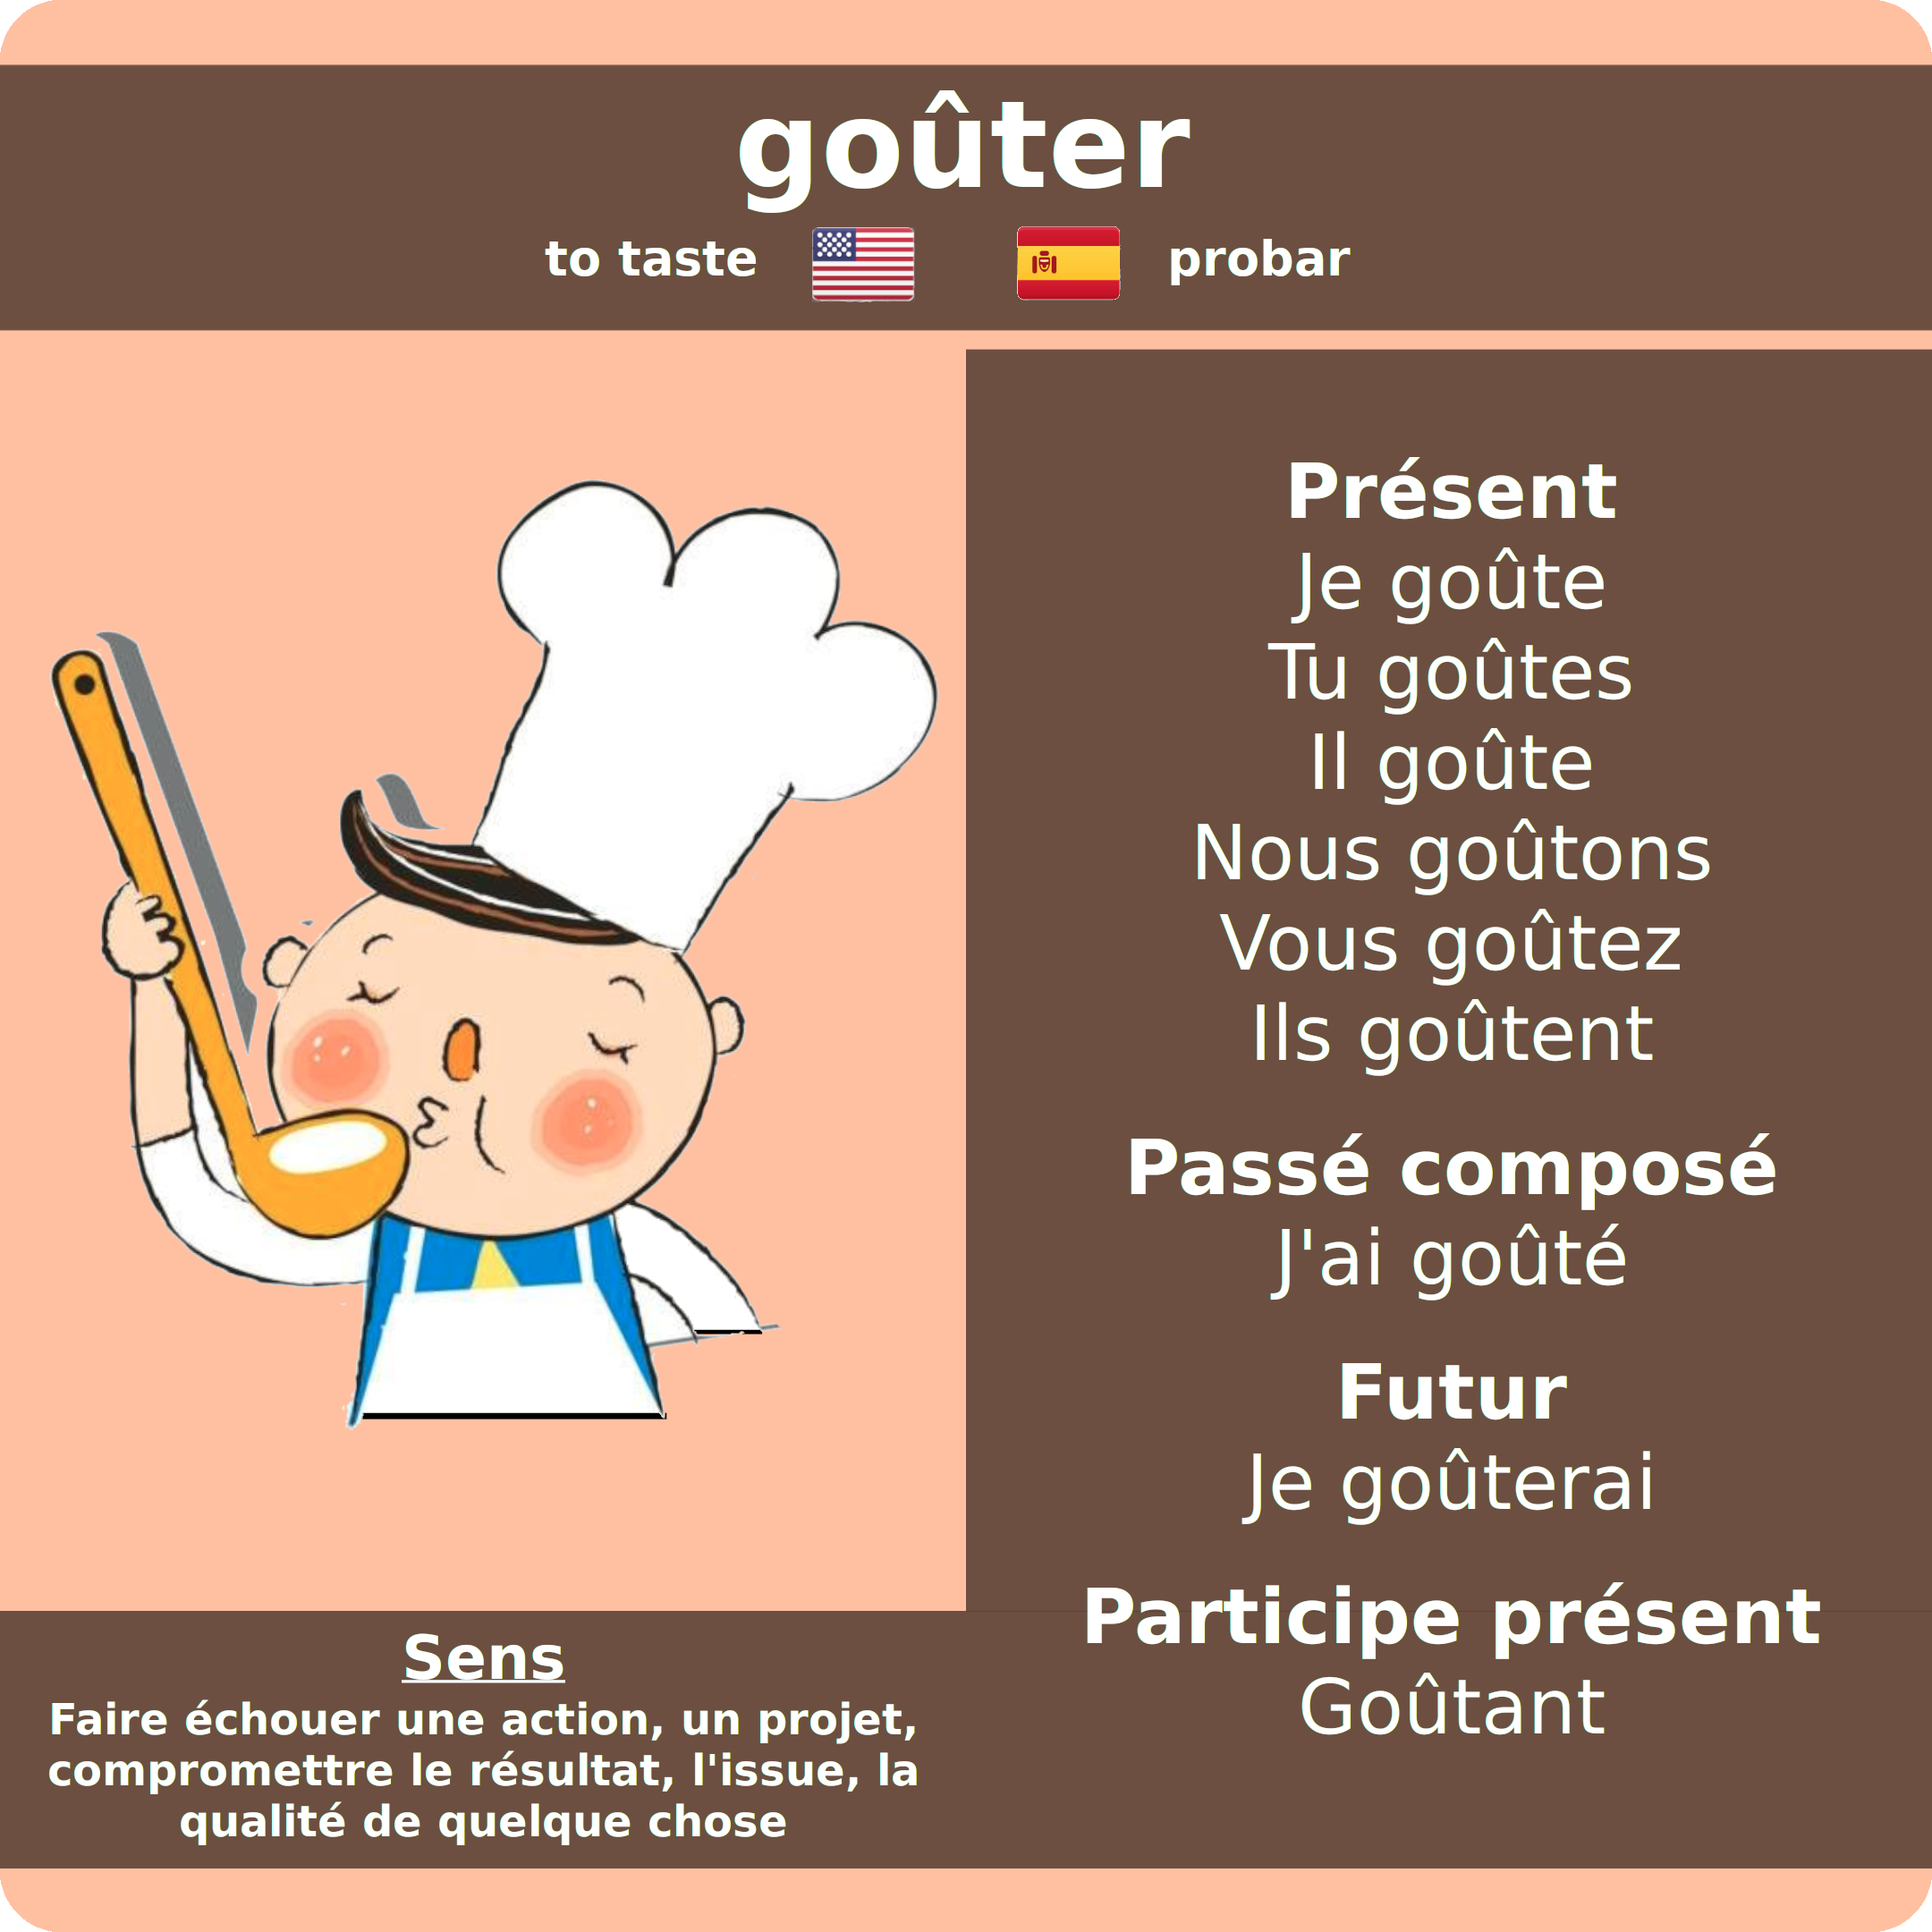 goûter
to taste probar
Présent
Je goûte
Tu goûtes
Il goûte
Nous goûtons
Vous goûtez
Ils goûtent
Passé composé
J'ai goûté
Futur
Je goûterai
Participe présent
Goûtant
Sens
Faire échouer une action, un projet,
compromettre le résultat, l'issue, la
qualité de quelque chose